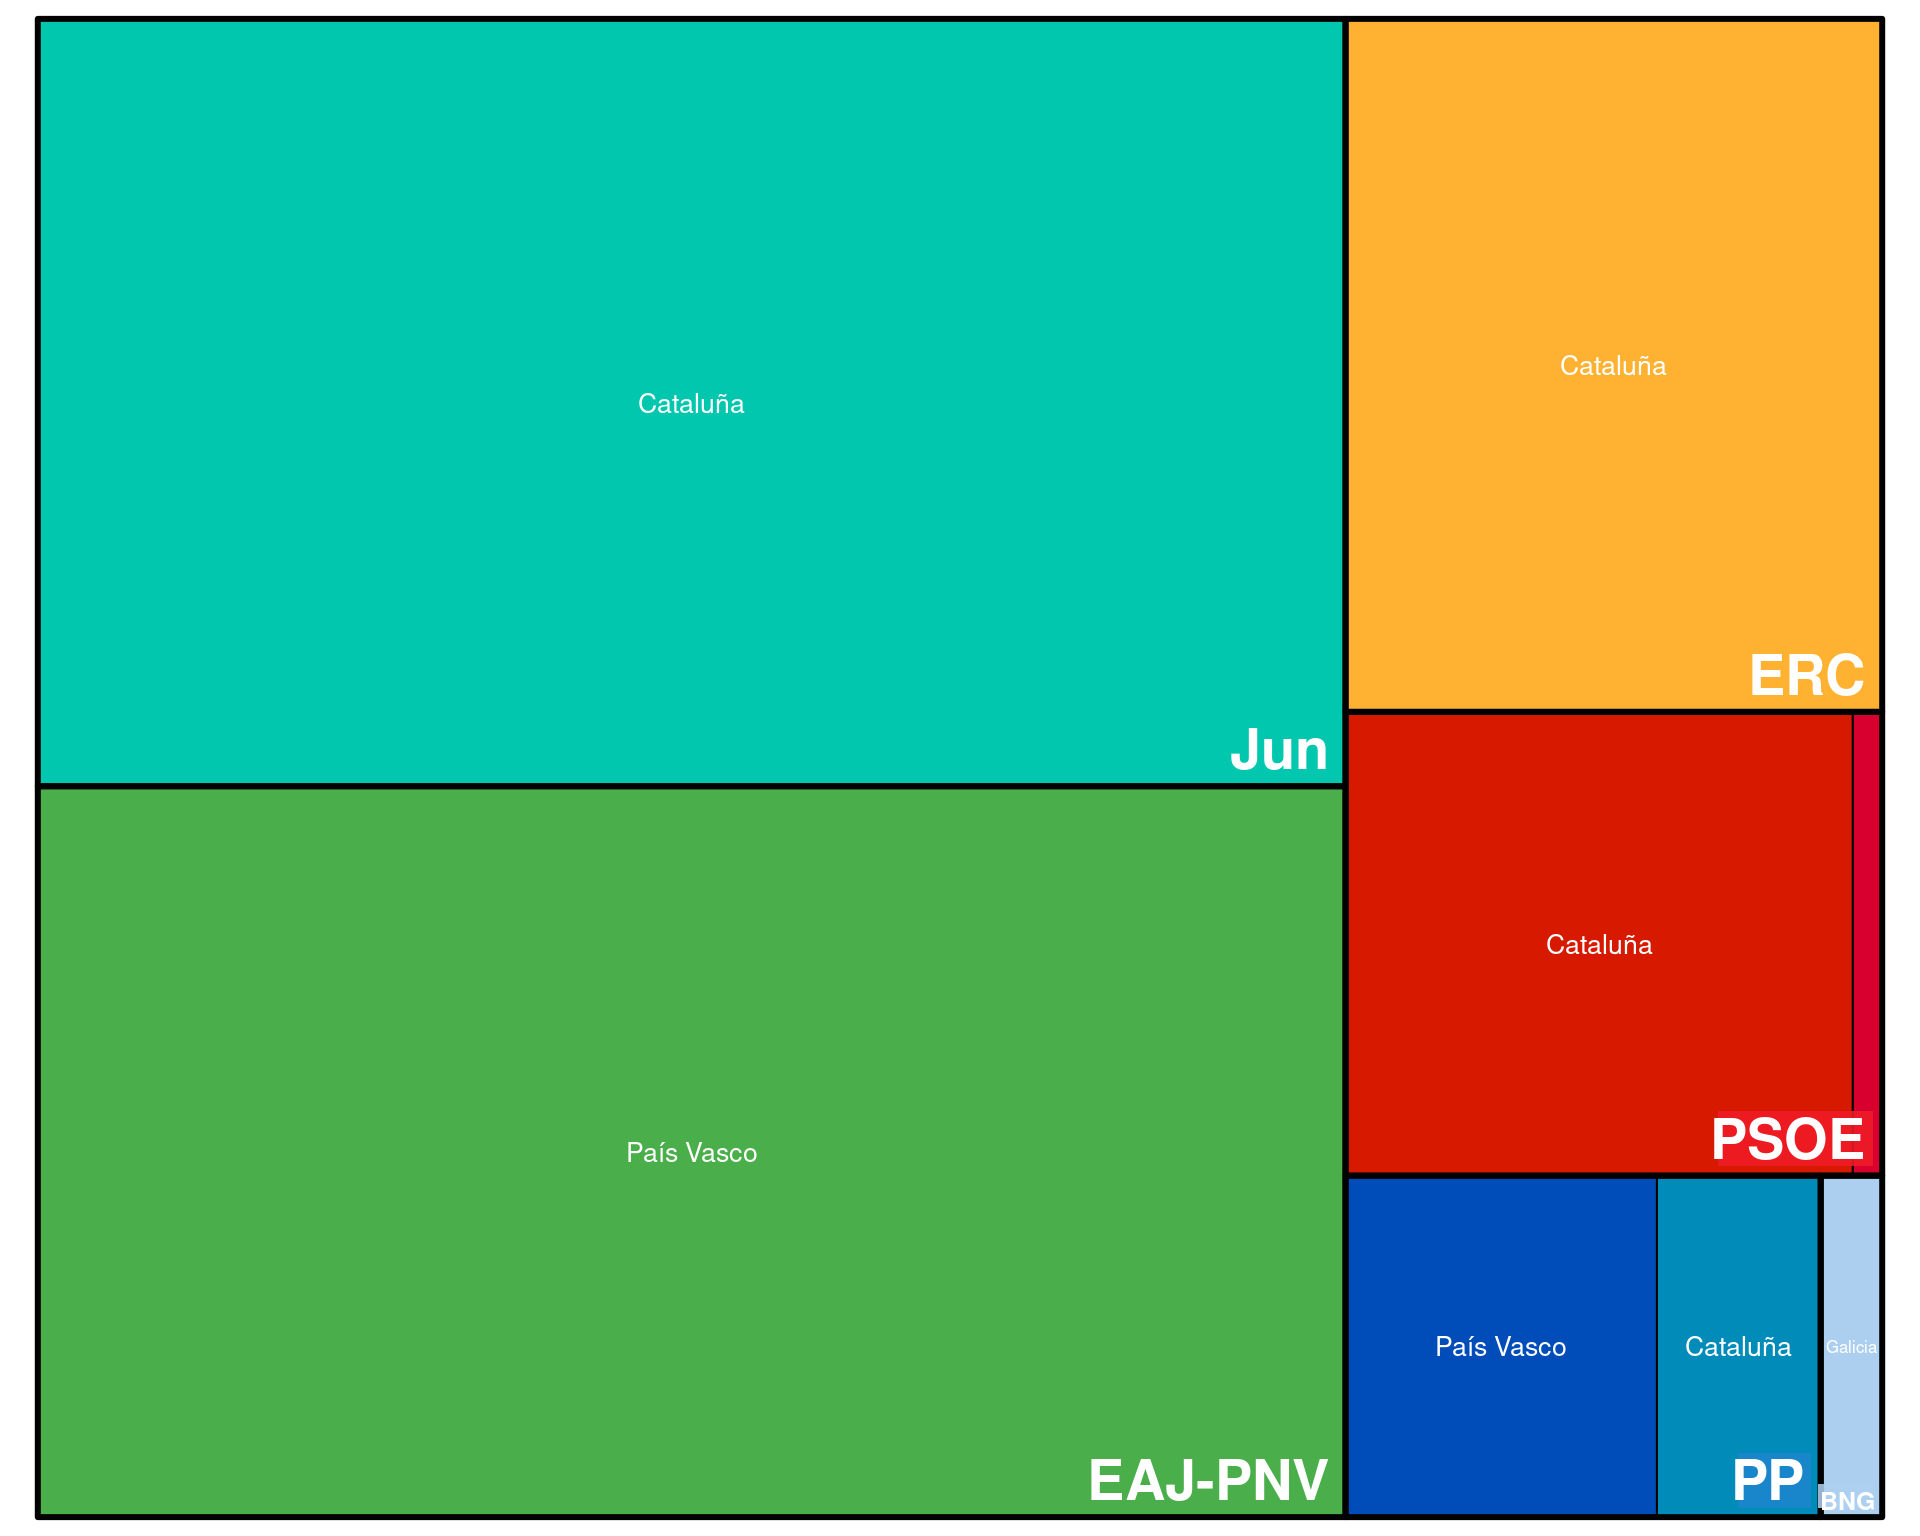 Cataluña
Jun
Cataluña
ERC
País Vasco
EAJ-PNV
Cataluña
PSOE
País Vasco
Cataluña
PP
Galicia
BNG